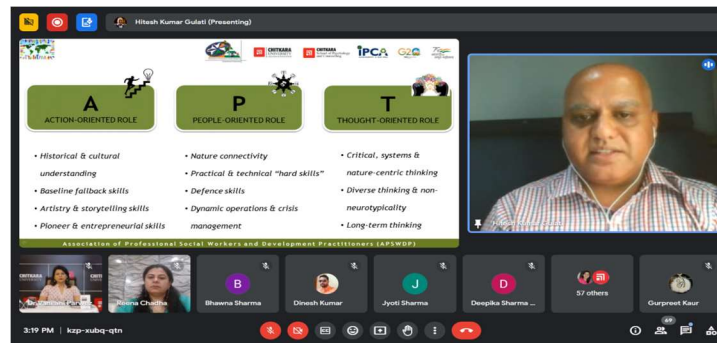 Hitesh Kumar Gulati (Presenting)
CHITKARA
UNIVERSITY
CHITKARA
IPCA
G20
A
ACTION-ORIENTED ROLE
P
PEOPLE-ORIENTED ROLE
T
THOUGHT-ORIENTED ROLE
• Historical & cultural
understanding
• Baseline fallback skills
• Artistry & storytelling skills
• Pioneer & entrepreneurial skills
• Nature connectivity
• Practical & technical “hard skills”
• Defence skills
• Dynamic operations & crisis
management
• Critical, systems &
nature-centric thinking
• Diverse thinking & non-
neurotypicality
• Long-term thinking
Association of Professional Social Workers and Development Practitioners (APSWDP)
Reena Chadha
B
Bhawna Sharma
Dinesh Kumar
J
Jyoti Sharma
D
Deepika Sharma ...
57 others
Gurpreet Kaur
3:19 PM | kzp-xubq-qtn
69